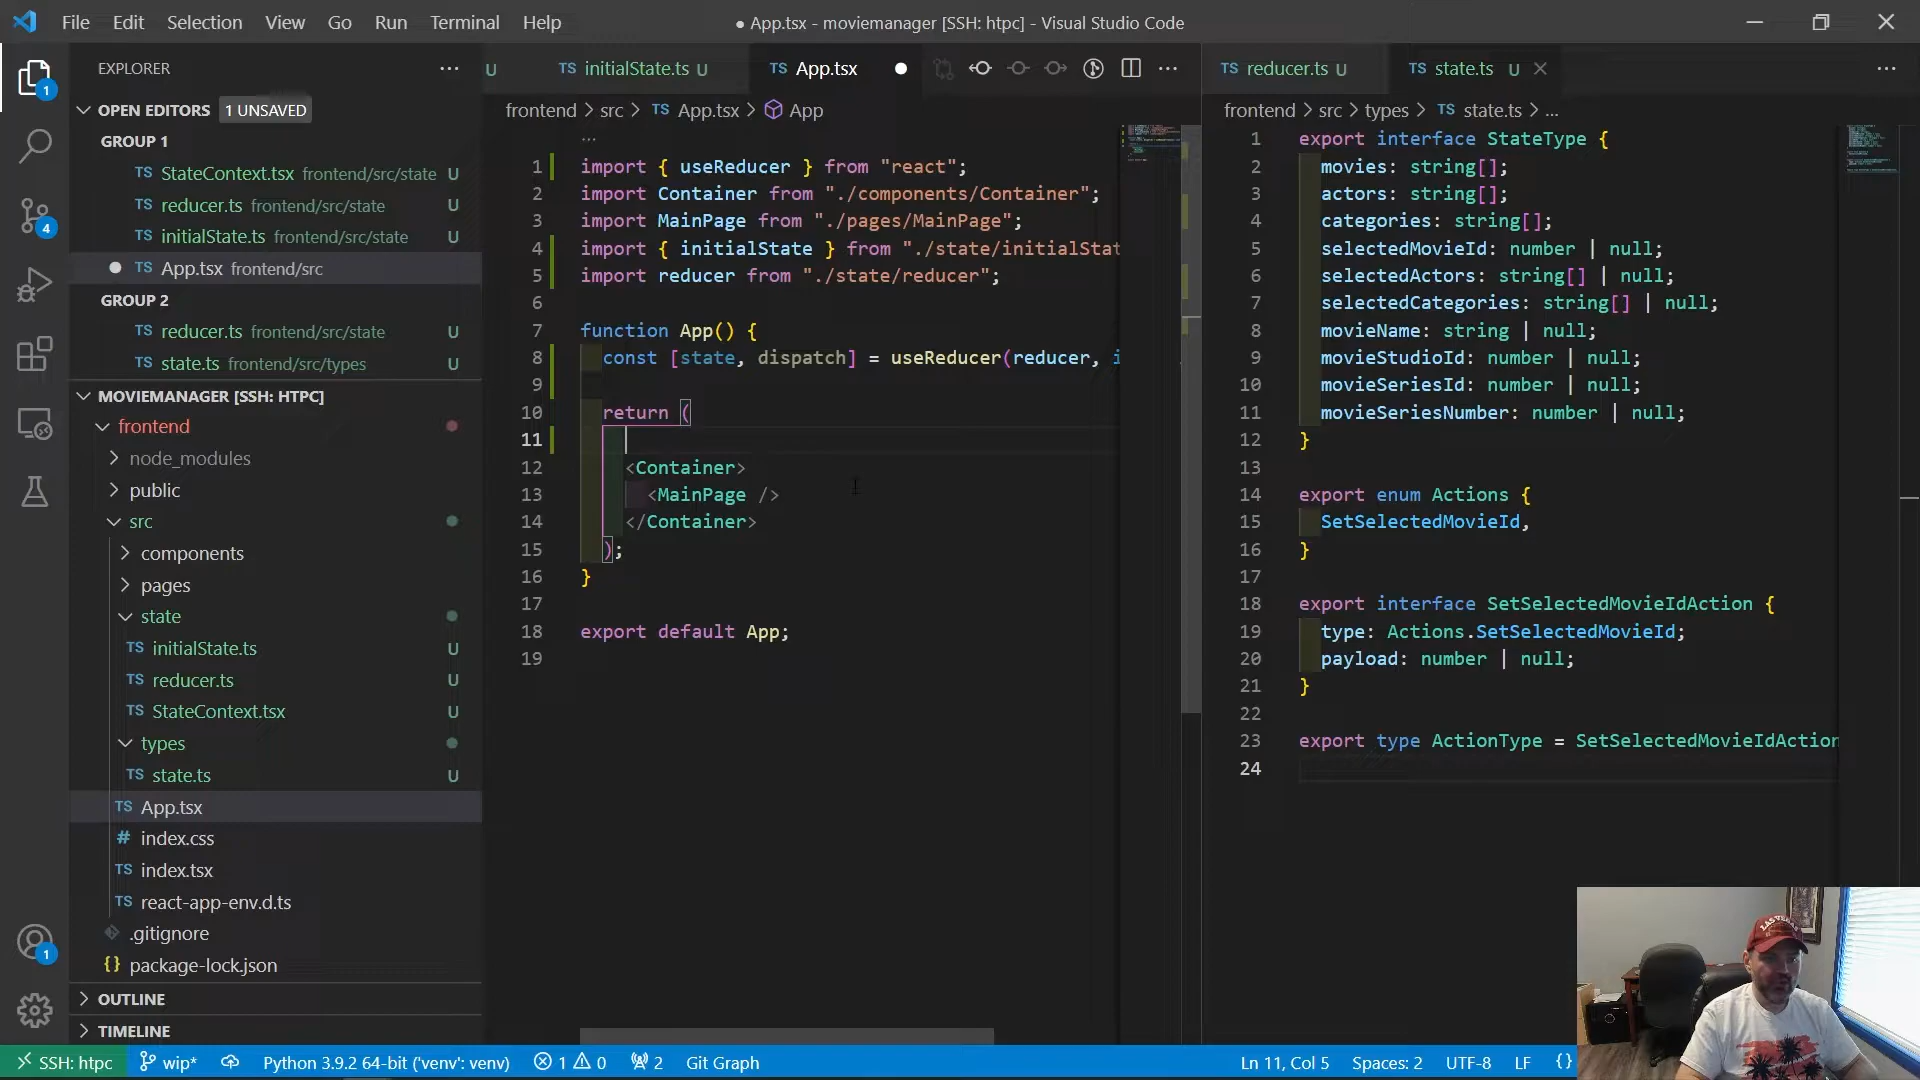 File Edit Selection View Go Run Terminal Help
● App.tsx - moviemanager [SSH: htpc] - Visual Studio Code
EXPLORER
OPEN EDITORS 1 UNSAVED
GROUP 1
TS StateContext.tsx frontend/src/state U
TS reducer.ts frontend/src/state U
TS initialState.ts frontend/src/state U
TS App.tsx frontend/src
GROUP 2
TS reducer.ts frontend/src/state U
TS state.ts frontend/src/types U
MOVIEMANAGER [SSH: HTPC]
frontend
node_modules
public
src
components
pages
state
TS initialState.ts U
TS reducer.ts U
TS StateContext.tsx U
types
TS state.ts U
TS App.tsx
# index.css
TS index.tsx
TS react-app-env.d.ts
.gitignore
{} package-lock.json
OUTLINE
TIMELINE
1
4
1
U TS initialState.ts U TS App.tsx
frontend > src > TS App.tsx > App
1 import { useReducer } from "react";
2 import Container from "./components/Container";
3 import MainPage from "./pages/MainPage";
4 import { initialState } from "./state/initialStat
5 import reducer from "./state/reducer";
6
7 function App() {
8 const [state, dispatch] = useReducer(reducer, i
9
10 return (
11
12 <Container>
13 <MainPage />
14 </Container>
15 );
16 }
17
18 export default App;
19
TS reducer.ts U TS state.ts U
frontend > src > types > TS state.ts > ...
1 export interface StateType {
2 movies: string[];
3 actors: string[];
4 categories: string[];
5 selectedMovieId: number | null;
6 selectedActors: string[] | null;
7 selectedCategories: string[] | null;
8 movieName: string | null;
9 movieStudioId: number | null;
10 movieSeriesId: number | null;
11 movieSeriesNumber: number | null;
12 }
13
14 export enum Actions {
15 SetSelectedMovieId,
16 }
17
18 export interface SetSelectedMovieIdAction {
19 type: Actions.SetSelectedMovieId;
20 payload: number | null;
21 }
22
23 export type ActionType = SetSelectedMovieIdAction
24
SSH: htpc wip* Python 3.9.2 64-bit ('venv': venv) 1 0 2 Git Graph Ln 11, Col 5 Spaces: 2 UTF-8 LF {}